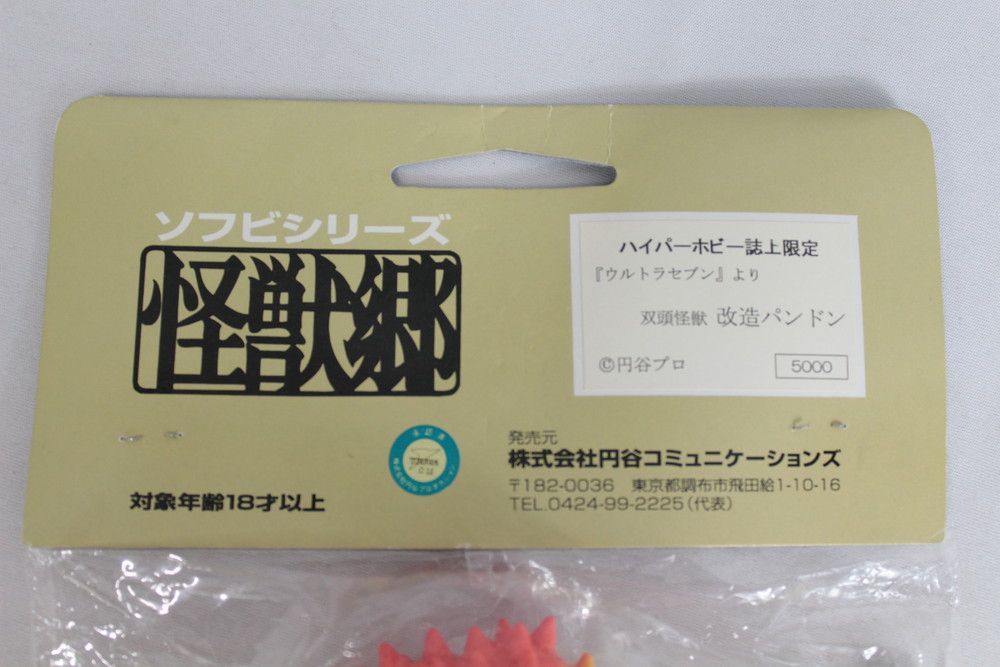 ソフビシリーズ
怪獣郷
対象年齢18才以上
ハイパーホビー誌上限定
『ウルトラセブン』より
双頭怪獣 改造パンドン
©円谷プロ 5000
発売元
株式会社円谷コミュニケーションズ
〒182-0036 東京都調布市飛田給1-10-16
TEL.0424-99-2225(代表)